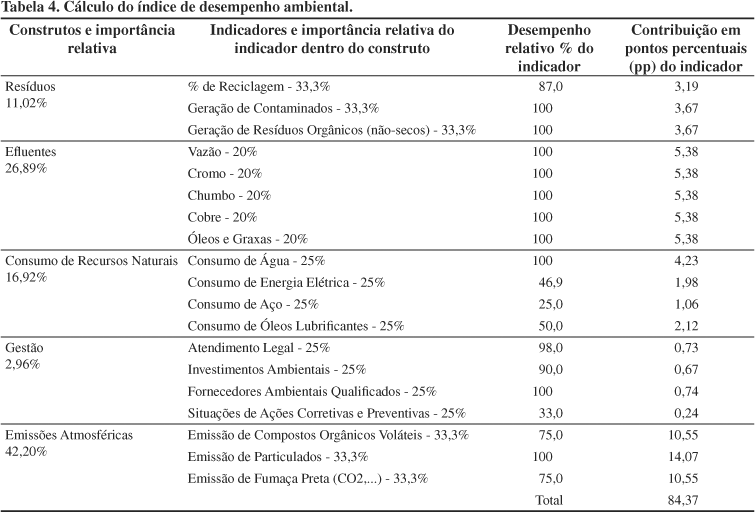 Tabela 4. Cálculo do índice de desempenho ambiental.
Construtos e importância relativa | Indicadores e importância relativa do indicador dentro do construto | Desempenho relativo % do indicador | Contribuição em pontos percentuais (pp) do indicador
Resíduos | % de Reciclagem - 33,3% | 87,0 | 3,19
11,02% | Geração de Contaminados - 33,3% | 100 | 3,67
Geração de Resíduos Orgânicos (não-secos) - 33,3% | 100 | 3,67
Efluentes | Vazão - 20% | 100 | 5,38
26,89% | Cromo - 20% | 100 | 5,38
Chumbo - 20% | 100 | 5,38
Cobre - 20% | 100 | 5,38
Óleos e Graxas - 20% | 100 | 5,38
Consumo de Recursos Naturais | Consumo de Água - 25% | 100 | 4,23
16,92% | Consumo de Energia Elétrica - 25% | 46,9 | 1,98
Consumo de Aço - 25% | 25,0 | 1,06
Consumo de Óleos Lubrificantes - 25% | 50,0 | 2,12
Gestão | Atendimento Legal - 25% | 98,0 | 0,73
2,96% | Investimentos Ambientais - 25% | 90,0 | 0,67
Fornecedores Ambientais Qualificados - 25% | 100 | 0,74
Situações de Ações Corretivas e Preventivas - 25% | 33,0 | 0,24
Emissões Atmosféricas | Emissão de Compostos Orgânicos Voláteis - 33,3% | 75,0 | 10,55
42,20% | Emissão de Particulados - 33,3% | 100 | 14,07
Emissão de Fumaça Preta (CO2,...) - 33,3% | 75,0 | 10,55
Total | 84,37